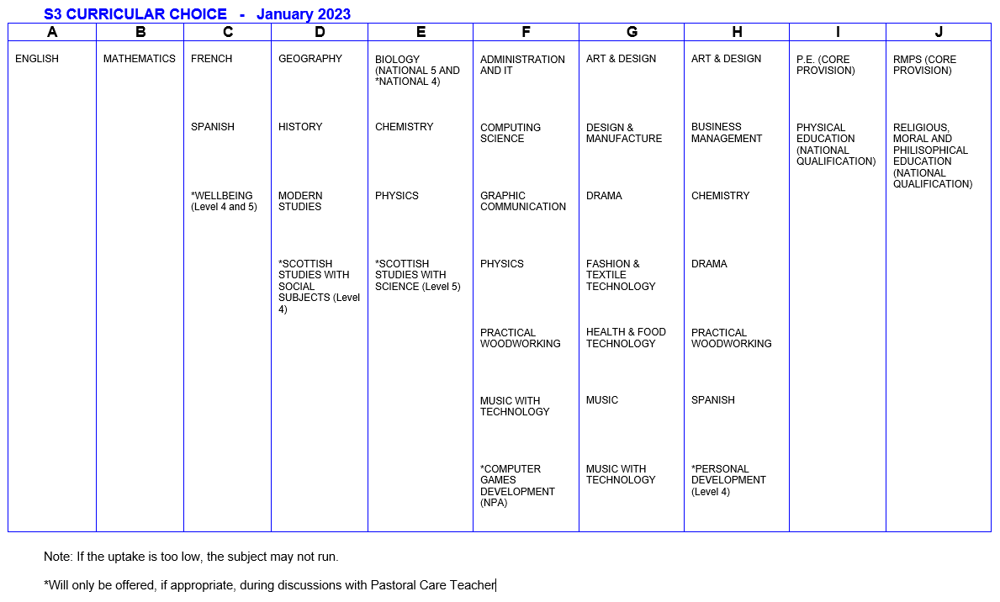 S3 CURRICULAR CHOICE - January 2023
A B C D E F G H I J
ENGLISH
MATHEMATICS
FRENCH
SPANISH
*WELLBEING
(Level 4 and 5)
GEOGRAPHY
HISTORY
MODERN
STUDIES
*SCOTTISH
STUDIES WITH
SOCIAL
SUBJECTS (Level
4)
BIOLOGY
(NATIONAL 5 AND
*NATIONAL 4)
CHEMISTRY
PHYSICS
*SCOTTISH
STUDIES WITH
SCIENCE (Level 5)
ADMINISTRATION
AND IT
COMPUTING
SCIENCE
GRAPHIC
COMMUNICATION
PHYSICS
PRACTICAL
WOODWORKING
MUSIC WITH
TECHNOLOGY
*COMPUTER
GAMES
DEVELOPMENT
(NPA)
ART & DESIGN
DESIGN &
MANUFACTURE
DRAMA
FASHION &
TEXTILE
TECHNOLOGY
HEALTH & FOOD
TECHNOLOGY
MUSIC
MUSIC WITH
TECHNOLOGY
ART & DESIGN
BUSINESS
MANAGEMENT
CHEMISTRY
DRAMA
PRACTICAL
WOODWORKING
SPANISH
*PERSONAL
DEVELOPMENT
(Level 4)
P.E. (CORE
PROVISION)
PHYSICAL
EDUCATION
(NATIONAL
QUALIFICATION)
RMPS (CORE
PROVISION)
RELIGIOUS,
MORAL AND
PHILISOPHICAL
EDUCATION
(NATIONAL
QUALIFICATION)
Note: If the uptake is too low, the subject may not run.
*Will only be offered, if appropriate, during discussions with Pastoral Care Teacher